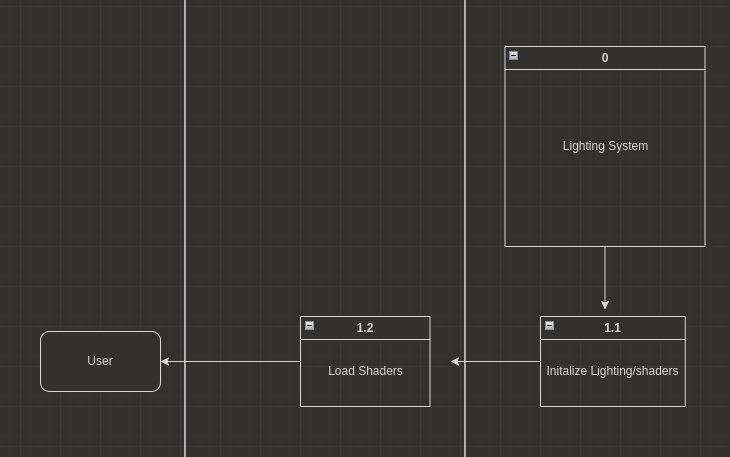 0
Lighting System
1.2
1.1
User
Load Shaders
Initalize Lighting/shaders